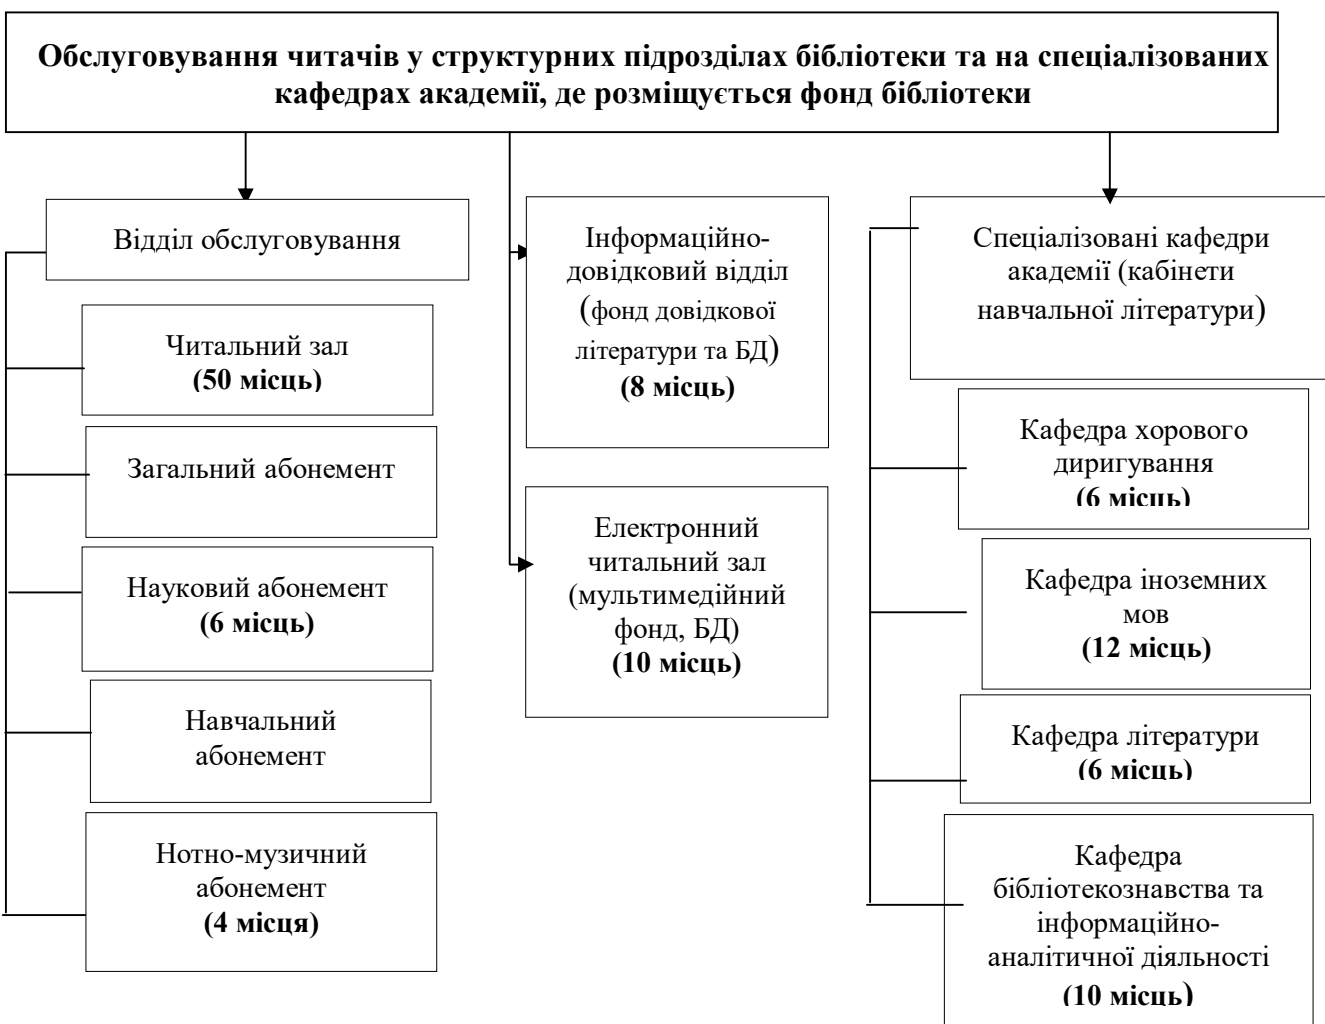 Обслуговування читачів у структурних підрозділах бібліотеки та на спеціалізованих
кафедрах академії, де розміщується фонд бібліотеки
Відділ обслуговування
Читальний зал
(50 місць)
Загальний абонемент
Науковий абонемент
(6 місць)
Навчальний
абонемент
Нотно-музичний
абонемент
(4 місця)
Інформаційно-
довідковий відділ
(фонд довідкової
літератури та БД)
(8 місць)
Електронний
читальний зал
(мультимедійний
фонд, БД)
(10 місць)
Спеціалізовані кафедри
академії (кабінети
навчальної літератури)
Кафедра хорового
диригування
(6 місць)
Кафедра іноземних
мов
(12 місць)
Кафедра літератури
(6 місць)
Кафедра
бібліотекознавства та
інформаційно-
аналітичної діяльності
(10 місць)